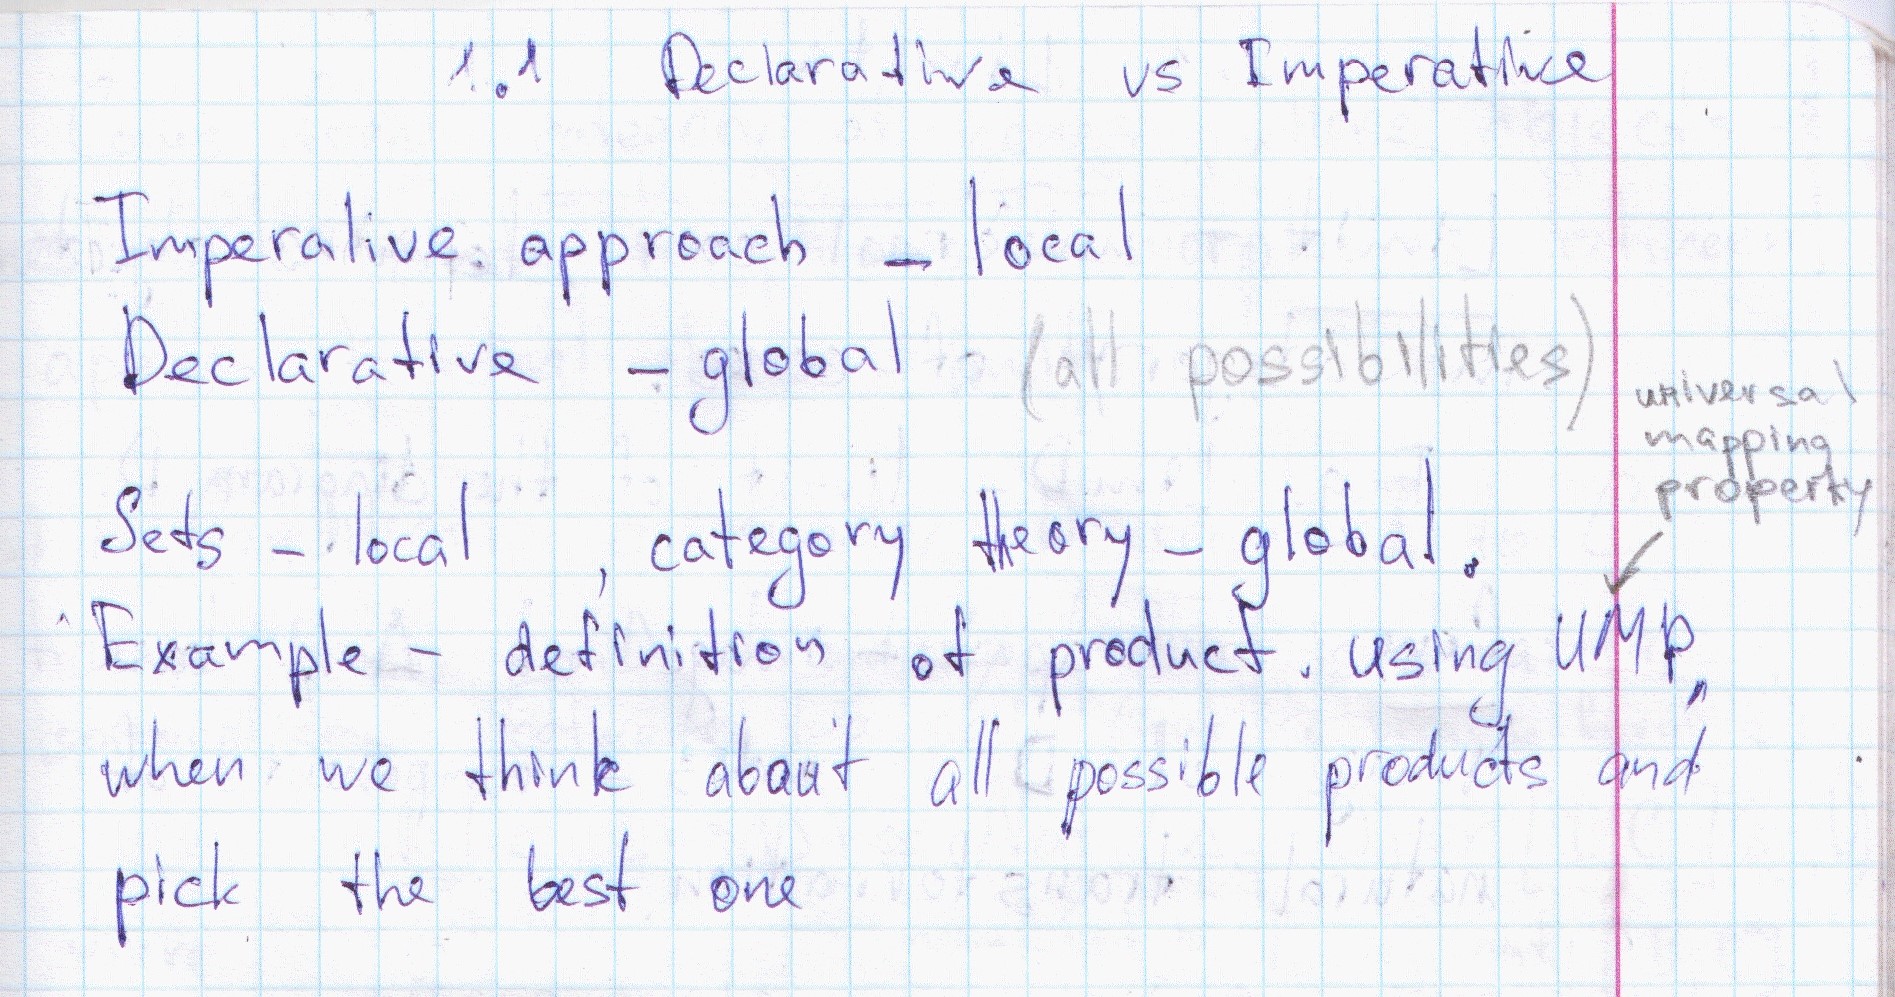 1.1 Declarative vs Imperative
Imperative approach - local
Declarative - global (all possibilities)
universal
mapping
property
Sets - local, category theory - global.
Example - definition of product using UMP,
when we think about all possible products and
pick the best one